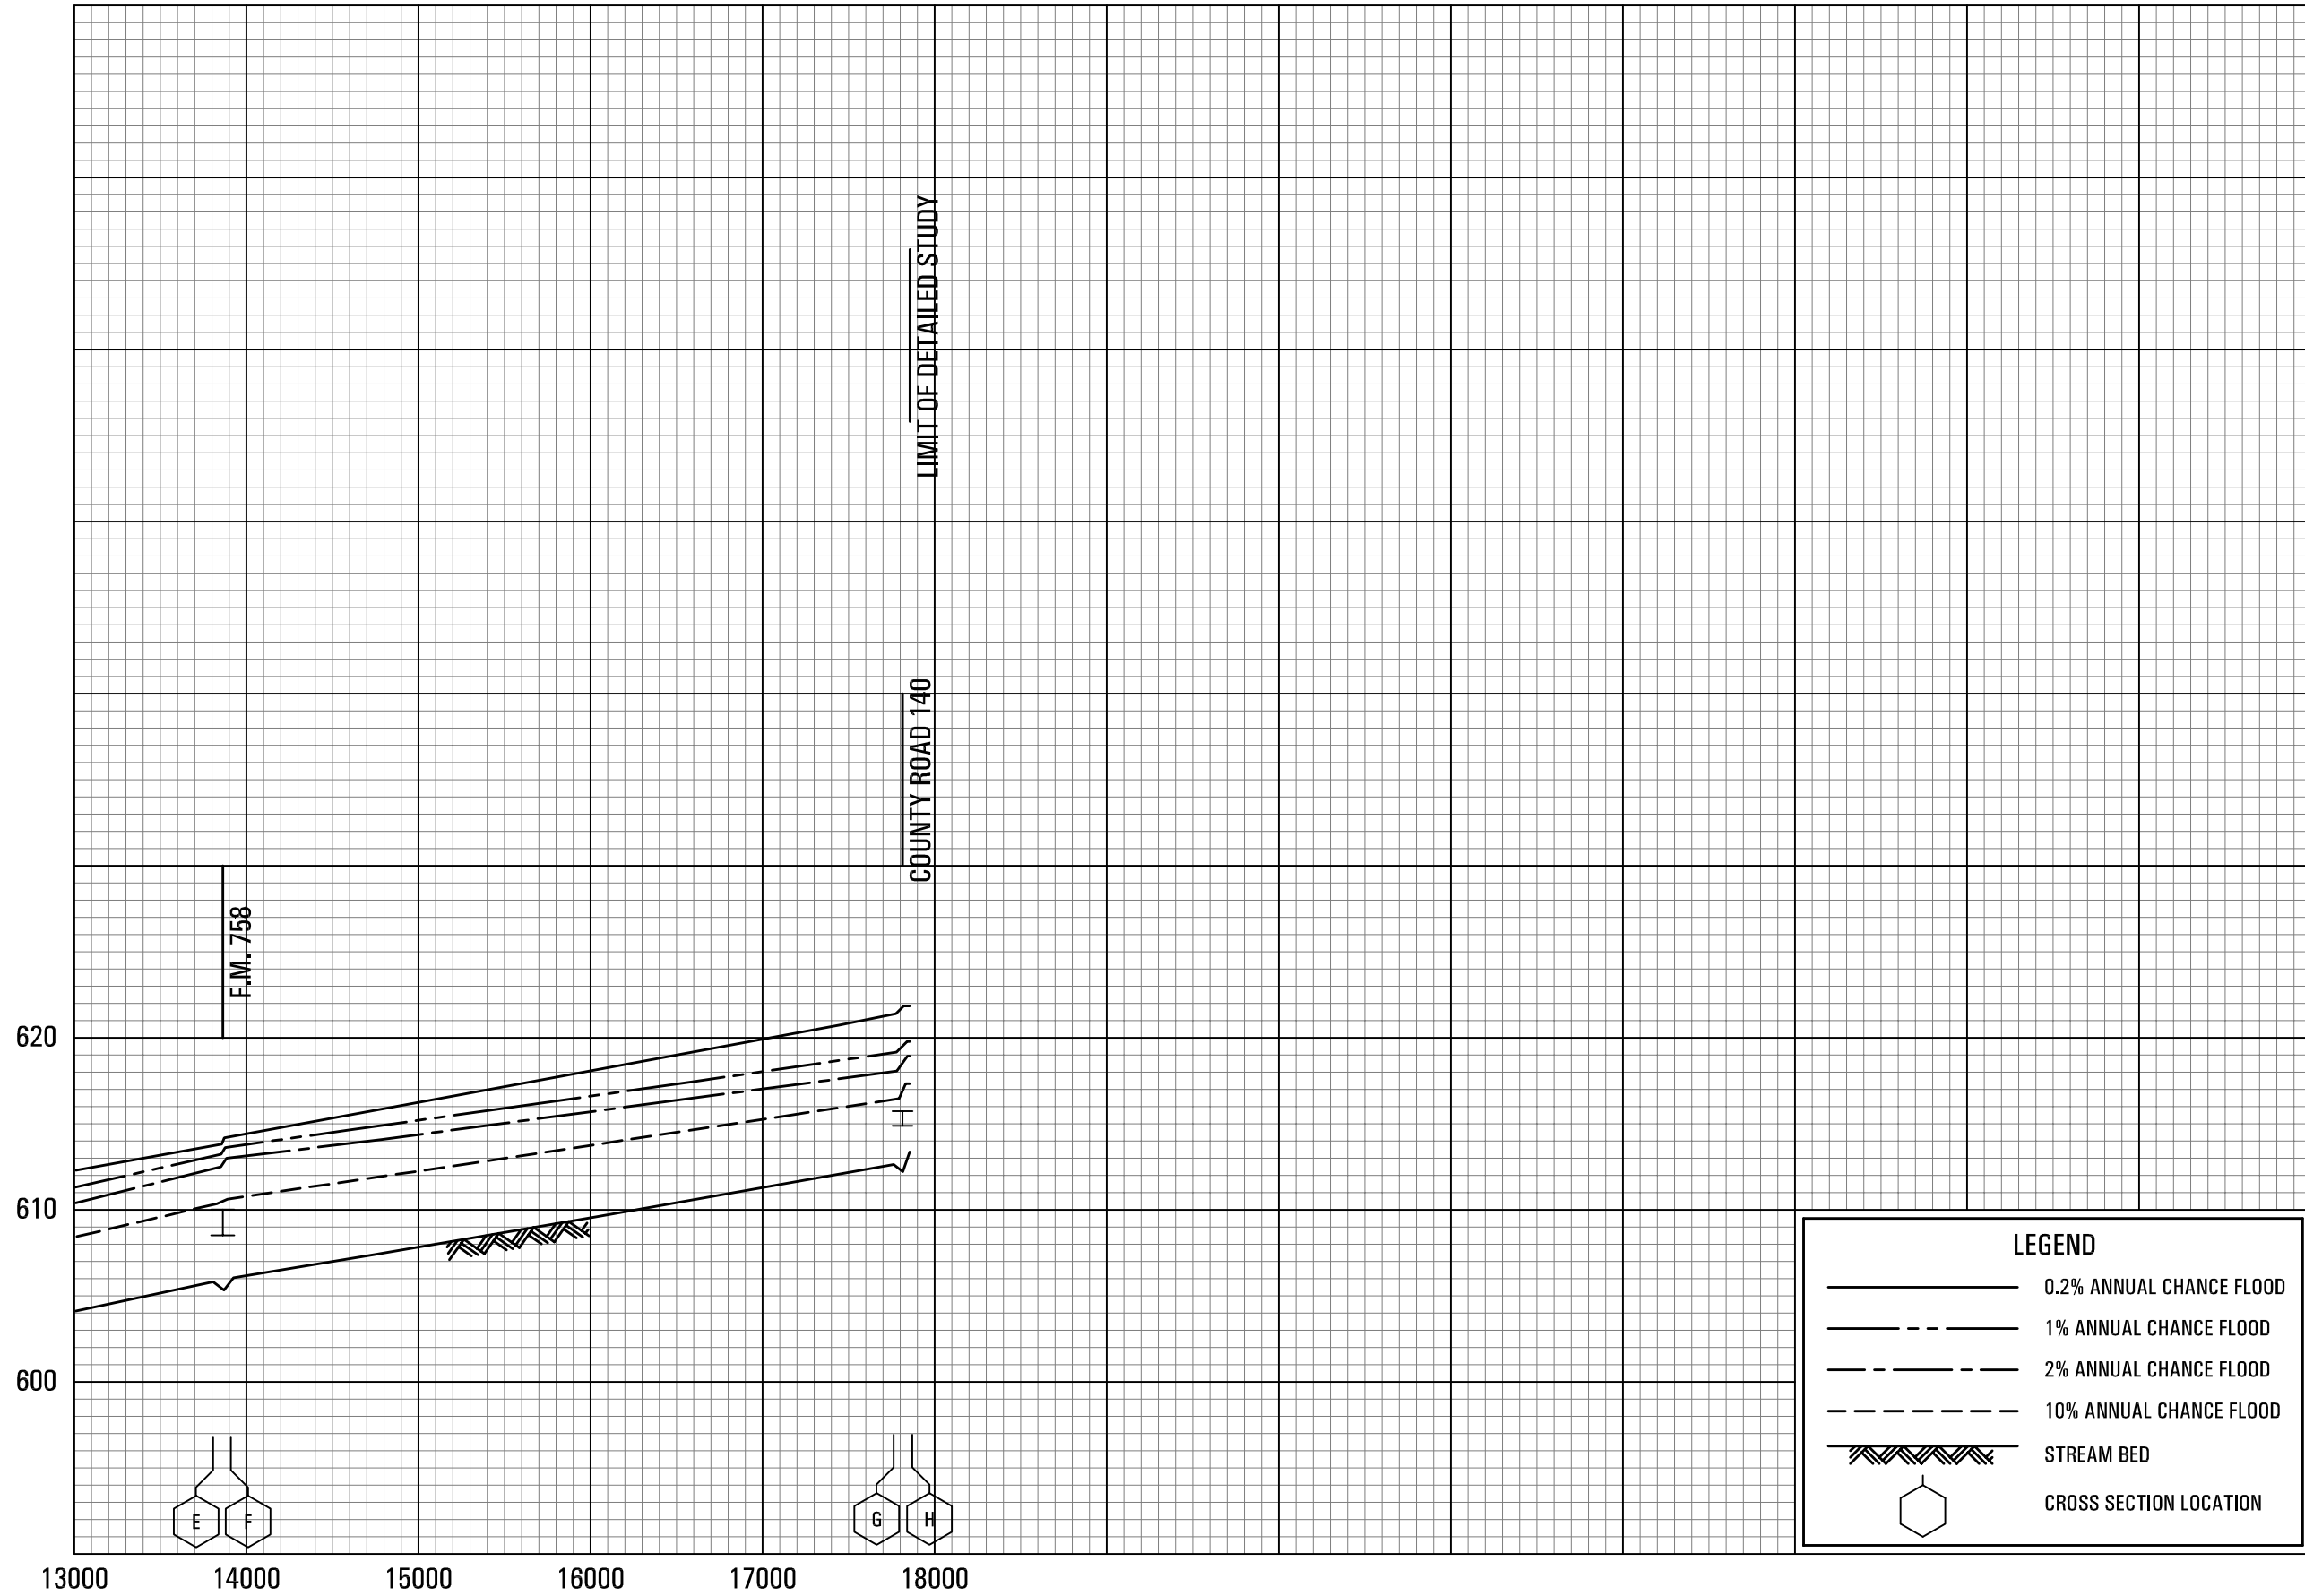 LIMIT OF DETAILED STUDY
COUNTY ROAD 140
F.M. 758
620
610
600
E
F
G
H
13000
14000
15000
16000
17000
18000
LEGEND
0.2% ANNUAL CHANCE FLOOD
1% ANNUAL CHANCE FLOOD
2% ANNUAL CHANCE FLOOD
10% ANNUAL CHANCE FLOOD
STREAM BED
CROSS SECTION LOCATION